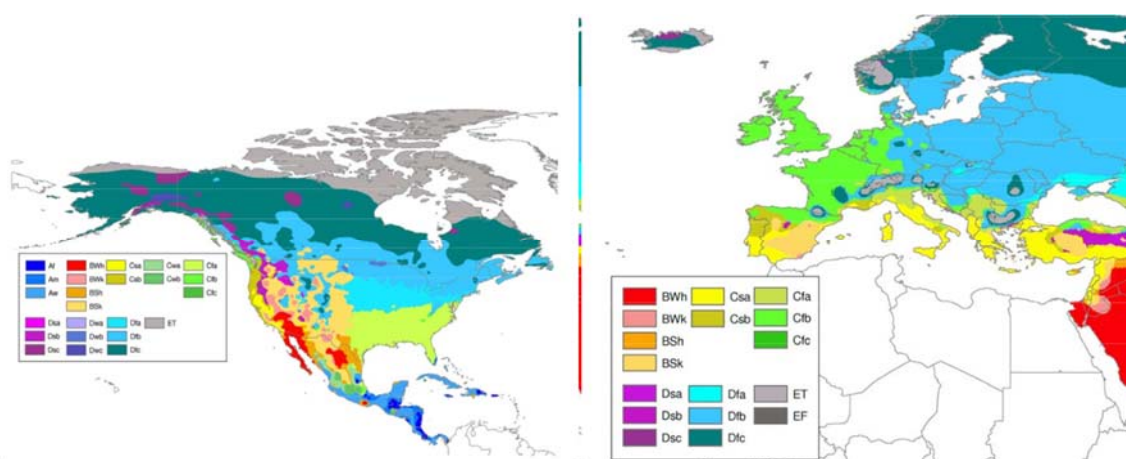 Af BWh Csa Cwa Cfa
Am BWk Csb Cwb Cfb
Aw BSh Cfc
BSk
Dsa Dwa Dfa ET
Dsb Dwb Dfb
Dsc Dwc Dfc
BWh Csa Cfa
BWk Csb Cfb
BSh Cfc
BSk
Dsa Dfa ET
Dsb Dfb EF
Dsc Dfc